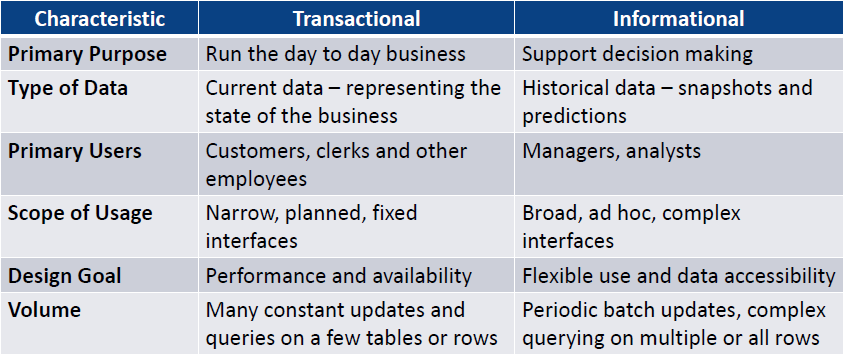 Characteristic Transactional Informational
Primary Purpose Run the day to day business Support decision making
Type of Data Current data – representing the Historical data – snapshots and
state of the business predictions
Primary Users Customers, clerks and other Managers, analysts
employees
Scope of Usage Narrow, planned, fixed Broad, ad hoc, complex
interfaces interfaces
Design Goal Performance and availability Flexible use and data accessibility
Volume Many constant updates and Periodic batch updates, complex
queries on a few tables or rows querying on multiple or all rows